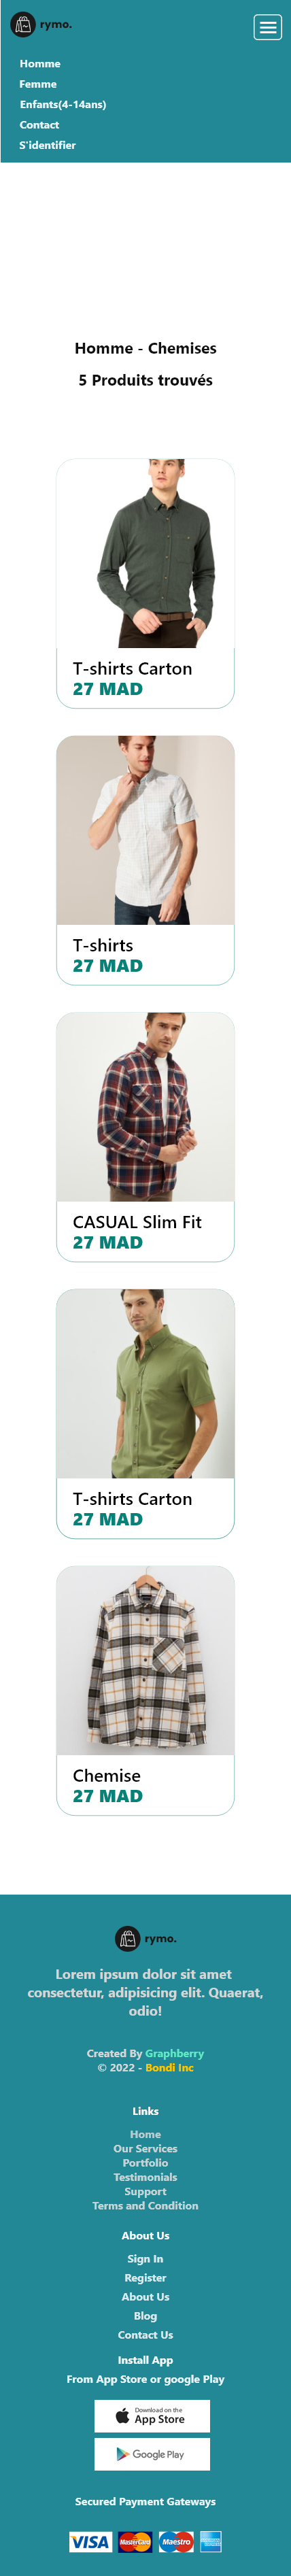 rymo.
Homme
Femme
Enfants(4-14ans)
Contact
S'identifier
Homme - Chemises
5 Produits trouvés
T-shirts Carton
27 MAD
T-shirts
27 MAD
CASUAL Slim Fit
27 MAD
T-shirts Carton
27 MAD
Chemise
27 MAD
rymo.
Lorem ipsum dolor sit amet
consectetur, adipisicing elit. Quaerat,
odio!
Created By Graphberry
© 2022 - Bondi Inc
Links
Home
Our Services
Portfolio
Testimonials
Support
Terms and Condition
About Us
Sign In
Register
About Us
Blog
Contact Us
Install App
From App Store or google Play
Download on the
App Store
Google Play
Secured Payment Gateways
VISA
MasterCard
Maestro